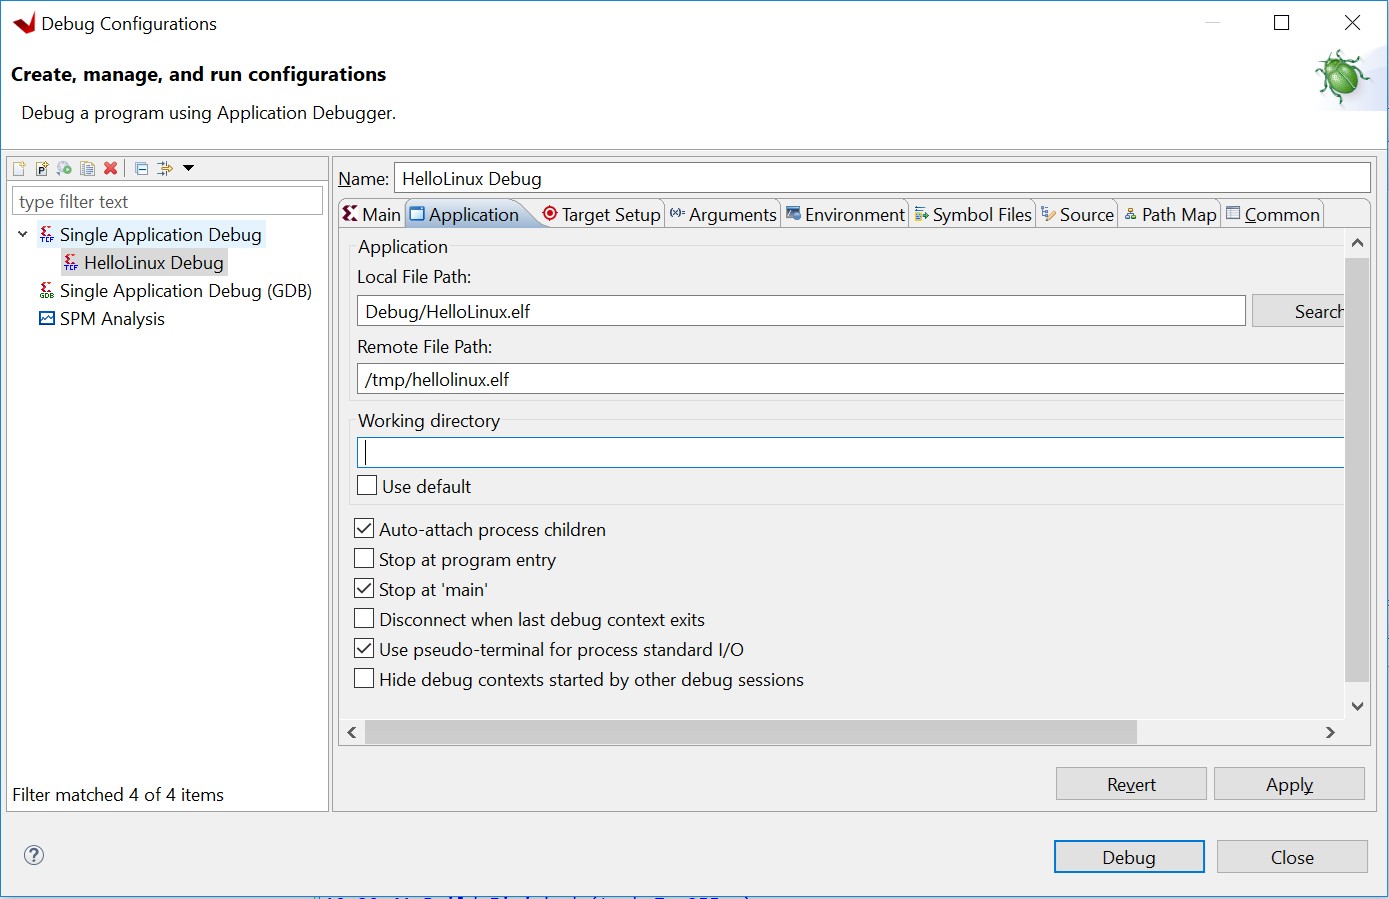 Debug Configurations
Create, manage, and run configurations
Debug a program using Application Debugger.
type filter text
Single Application Debug
HelloLinux Debug
Single Application Debug (GDB)
SPM Analysis
Filter matched 4 of 4 items
Name: HelloLinux Debug
Main Application Target Setup Arguments Environment Symbol Files Source Path Map Common
Application
Local File Path:
Debug/HelloLinux.elf Search
Remote File Path:
/tmp/hellolinux.elf
Working directory
Use default
Auto-attach process children
Stop at program entry
Stop at 'main'
Disconnect when last debug context exits
Use pseudo-terminal for process standard I/O
Hide debug contexts started by other debug sessions
Revert Apply
Debug Close